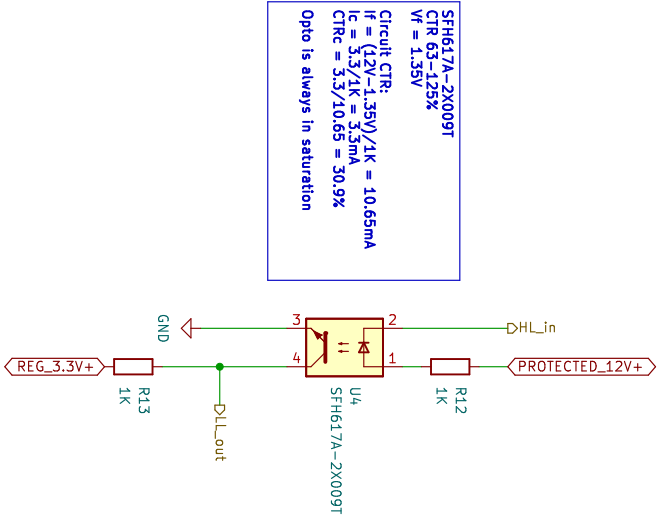 SFH617A-2X009T
CTR 63-125%
Vf = 1.35V
Circuit CTR:
If = (12V-1.35V)/1K = 10.65mA
Ic = 3.3/1K = 3.3mA
CTRc = 3.3/10.65 = 30.9%
Opto is always in saturation
GND
3
2
HL_in
REG_3.3V+
4
1
PROTECTED_12V+
R13
1K
LL_out
U4
SFH617A-2X009T
R12
1K